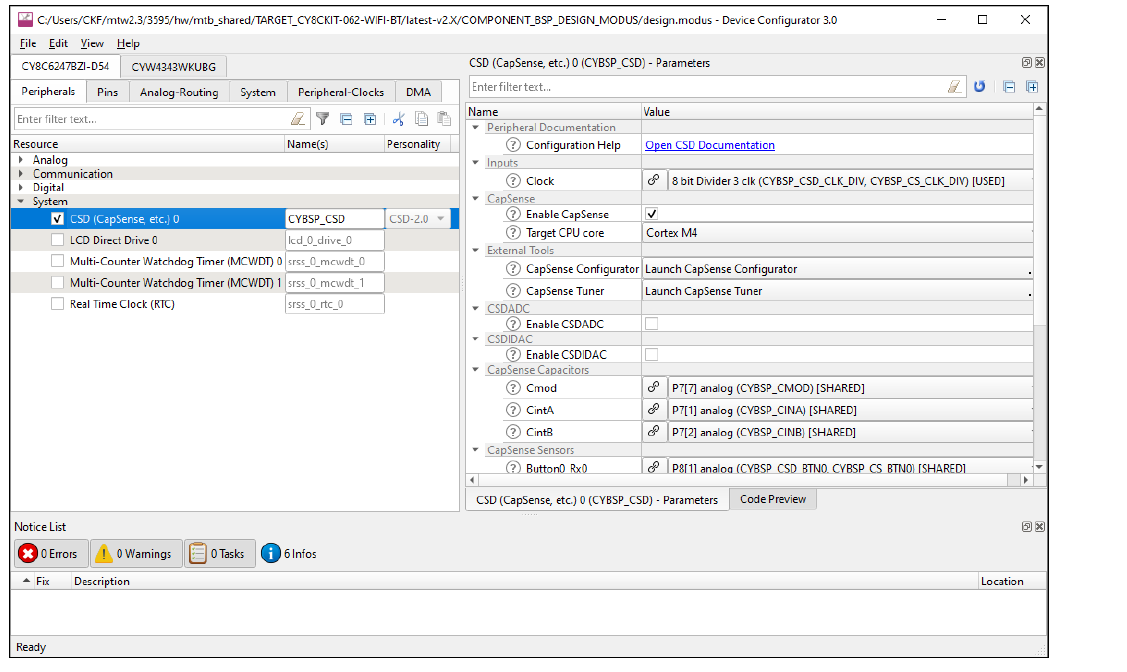 C:/Users/CKF/mtw2.3/3595/hw/mtb_shared/TARGET_CY8CKIT-062-WIFI-BT/latest-v2.X/COMPONENT_BSP_DESIGN_MODUS/design.modus - Device Configurator 3.0
File Edit View Help
CY8C6247BZI-D54 CYW4343WKUBG
Peripherals Pins Analog-Routing System Peripheral-Clocks DMA
Enter filter text...
Resource Name(s) Personality
Analog
Communication
Digital
System
CSD (CapSense, etc.) 0 CYBSP_CSD CSD-2.0
LCD Direct Drive 0 lcd_0_drive_0
Multi-Counter Watchdog Timer (MCWDT) 0 srss_0_mcwdt_0
Multi-Counter Watchdog Timer (MCWDT) 1 srss_0_mcwdt_1
Real Time Clock (RTC) srss_0_rtc_0
CSD (CapSense, etc.) 0 (CYBSP_CSD) - Parameters
Enter filter text...
Name Value
Peripheral Documentation
Configuration Help Open CSD Documentation
Inputs
Clock 8 bit Divider 3 clk (CYBSP_CSD_CLK_DIV, CYBSP_CS_CLK_DIV) [USED]
CapSense
Enable CapSense
Target CPU core Cortex M4
External Tools
CapSense Configurator Launch CapSense Configurator
CapSense Tuner Launch CapSense Tuner
CSDADC
Enable CSDADC
CSDIDAC
Enable CSDIDAC
CapSense Capacitors
Cmod P7[7] analog (CYBSP_CMOD) [SHARED]
CintA P7[1] analog (CYBSP_CINA) [SHARED]
CintB P7[2] analog (CYBSP_CINB) [SHARED]
CapSense Sensors
Button0_Rx0 P8[1] analog (CYBSP_CSD_BTN0, CYBSP_CS_BTN0) [SHARED]
CSD (CapSense, etc.) 0 (CYBSP_CSD) - Parameters Code Preview
Notice List
0 Errors 0 Warnings 0 Tasks 6 Infos
Fix Description Location
Ready